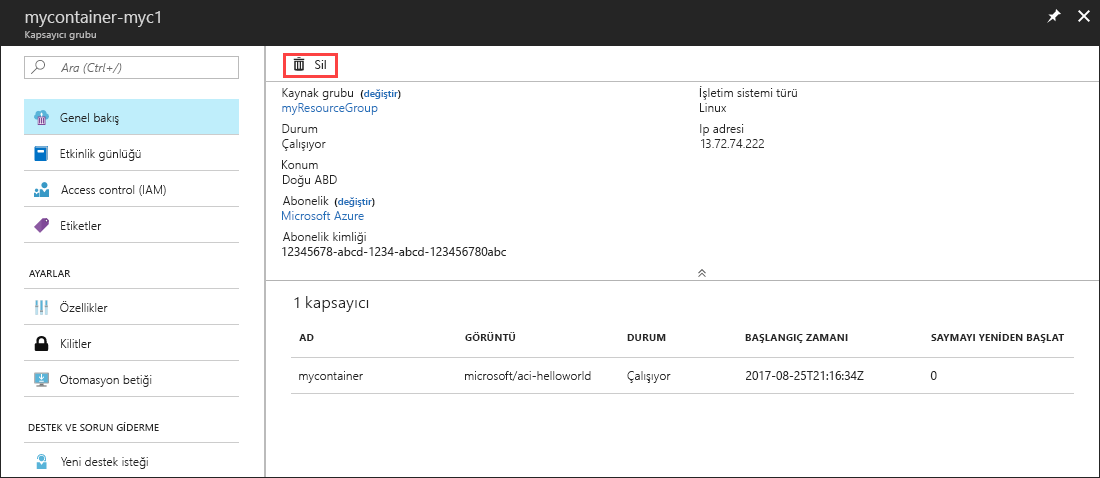 mycontainer-myc1
Kapsayıcı grubu
Ara (Ctrl+/)
Genel bakış
Etkinlik günlüğü
Access control (IAM)
Etiketler
AYARLAR
Özellikler
Kilitler
Otomasyon betiği
DESTEK VE SORUN GİDERME
Yeni destek isteği
Sil
Kaynak grubu (değiştir)
myResourceGroup
Durum
Çalışıyor
Konum
Doğu ABD
Abonelik (değiştir)
Microsoft Azure
Abonelik kimliği
12345678-abcd-1234-abcd-123456780abc
İşletim sistemi türü
Linux
Ip adresi
13.72.74.222
1 kapsayıcı
AD GÖRÜNTÜ DURUM BAŞLANGIÇ ZAMANI SAYMAYI YENİDEN BAŞLAT
mycontainer microsoft/aci-helloworld Çalışıyor 2017-08-25T21:16:34Z 0